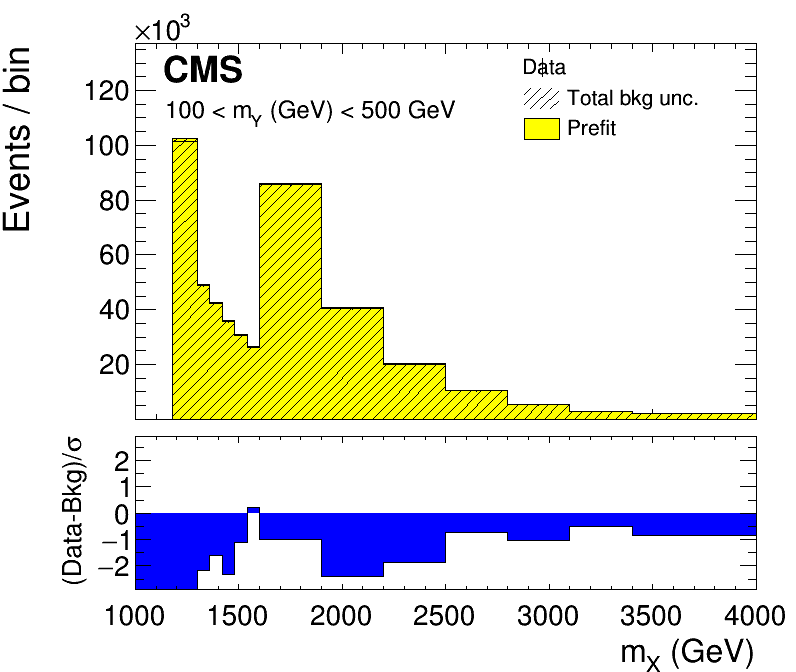 ×10³
CMS
100 < m_Y (GeV) < 500 GeV
Data
Total bkg unc.
Prefit
Events / bin
120
100
80
60
40
20
(Data-Bkg)/σ
2
1
0
−1
−2
1000 1500 2000 2500 3000 3500 4000
m_X (GeV)